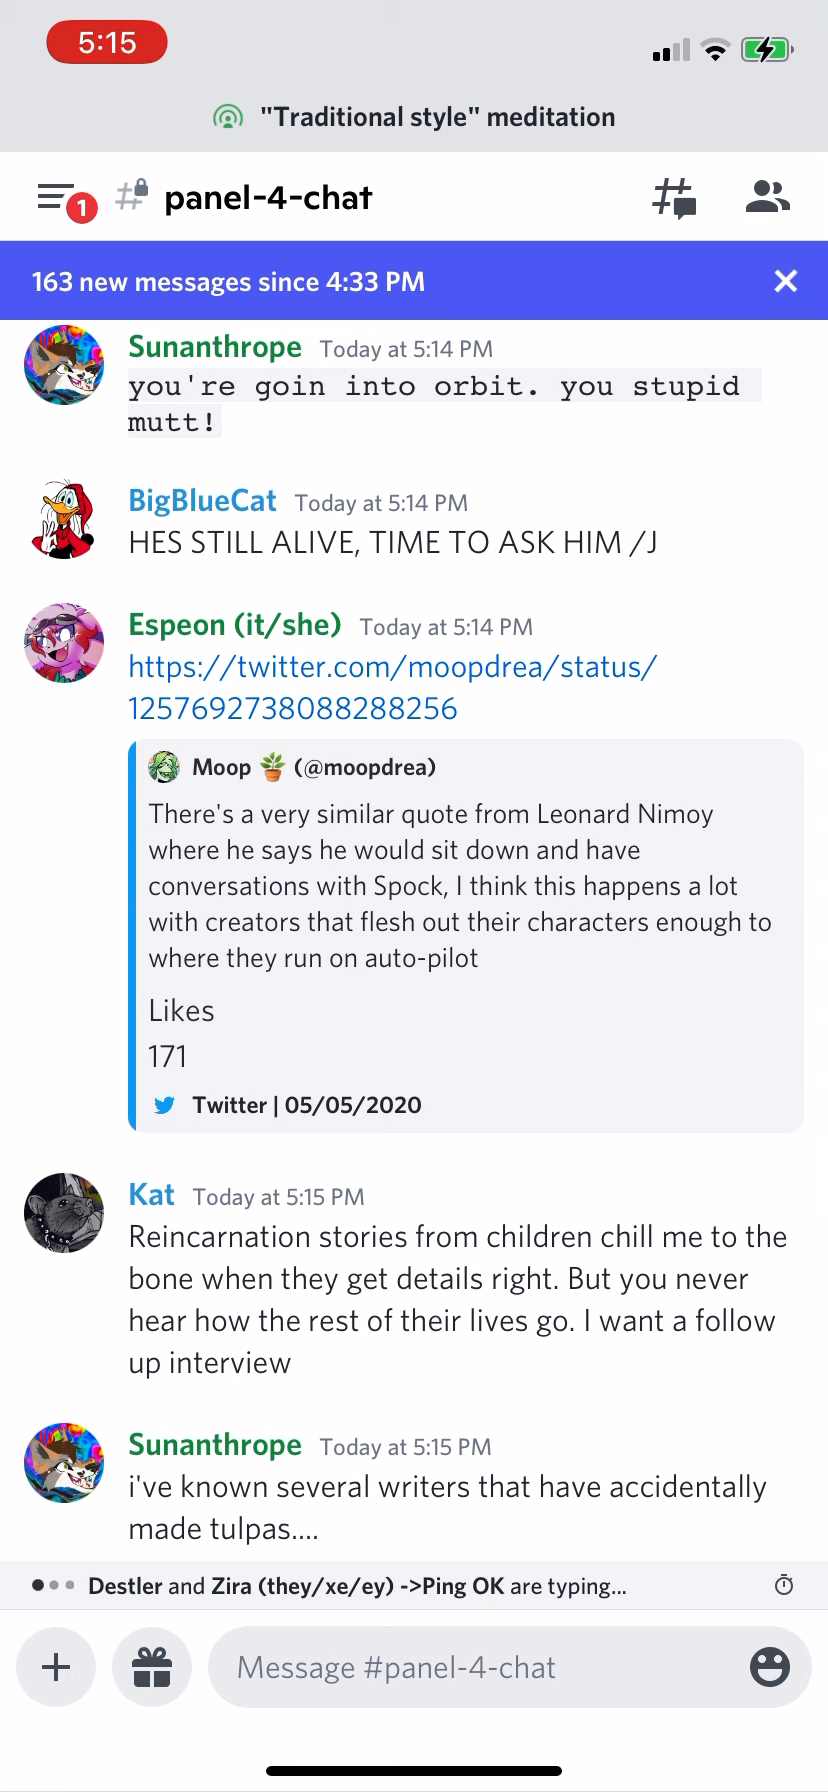 5:15
"Traditional style" meditation
1
panel-4-chat
163 new messages since 4:33 PM
Sunanthrope Today at 5:14 PM
you're goin into orbit. you stupid
mutt!
BigBlueCat Today at 5:14 PM
HES STILL ALIVE, TIME TO ASK HIM /J
Espeon (it/she) Today at 5:14 PM
https://twitter.com/moopdrea/status/
1257692738088288256
Moop 🪴 (@moopdrea)
There's a very similar quote from Leonard Nimoy
where he says he would sit down and have
conversations with Spock, I think this happens a lot
with creators that flesh out their characters enough to
where they run on auto-pilot
Likes
171
Twitter | 05/05/2020
Kat Today at 5:15 PM
Reincarnation stories from children chill me to the
bone when they get details right. But you never
hear how the rest of their lives go. I want a follow
up interview
Sunanthrope Today at 5:15 PM
i've known several writers that have accidentally
made tulpas....
Destler and Zira (they/xe/ey) ->Ping OK are typing...
Message #panel-4-chat